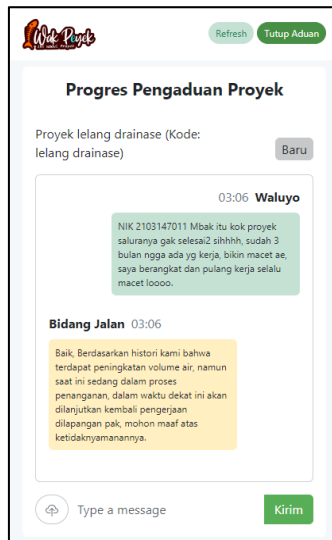 Wak Peyek
Refresh
Tutup Aduan
Progres Pengaduan Proyek
Proyek lelang drainase (Kode:
lelang drainase)
Baru
03:06 Waluyo
NIK 2103147011 Mbak itu kok proyek
saluranya gak selesai2 sihhhh, sudah 3
bulan ngga ada yg kerja, bikin macet ae,
saya berangkat dan pulang kerja selalu
macet loooo.
Bidang Jalan 03:06
Baik, Berdasarkan histori kami bahwa
terdapat peningkatan volume air, namun
saat ini sedang dalam proses
penanganan, dalam waktu dekat ini akan
dilanjutkan kembali pengerjaan
dilapangan pak, mohon maaf atas
ketidaknyamanannya.
Type a message
Kirim